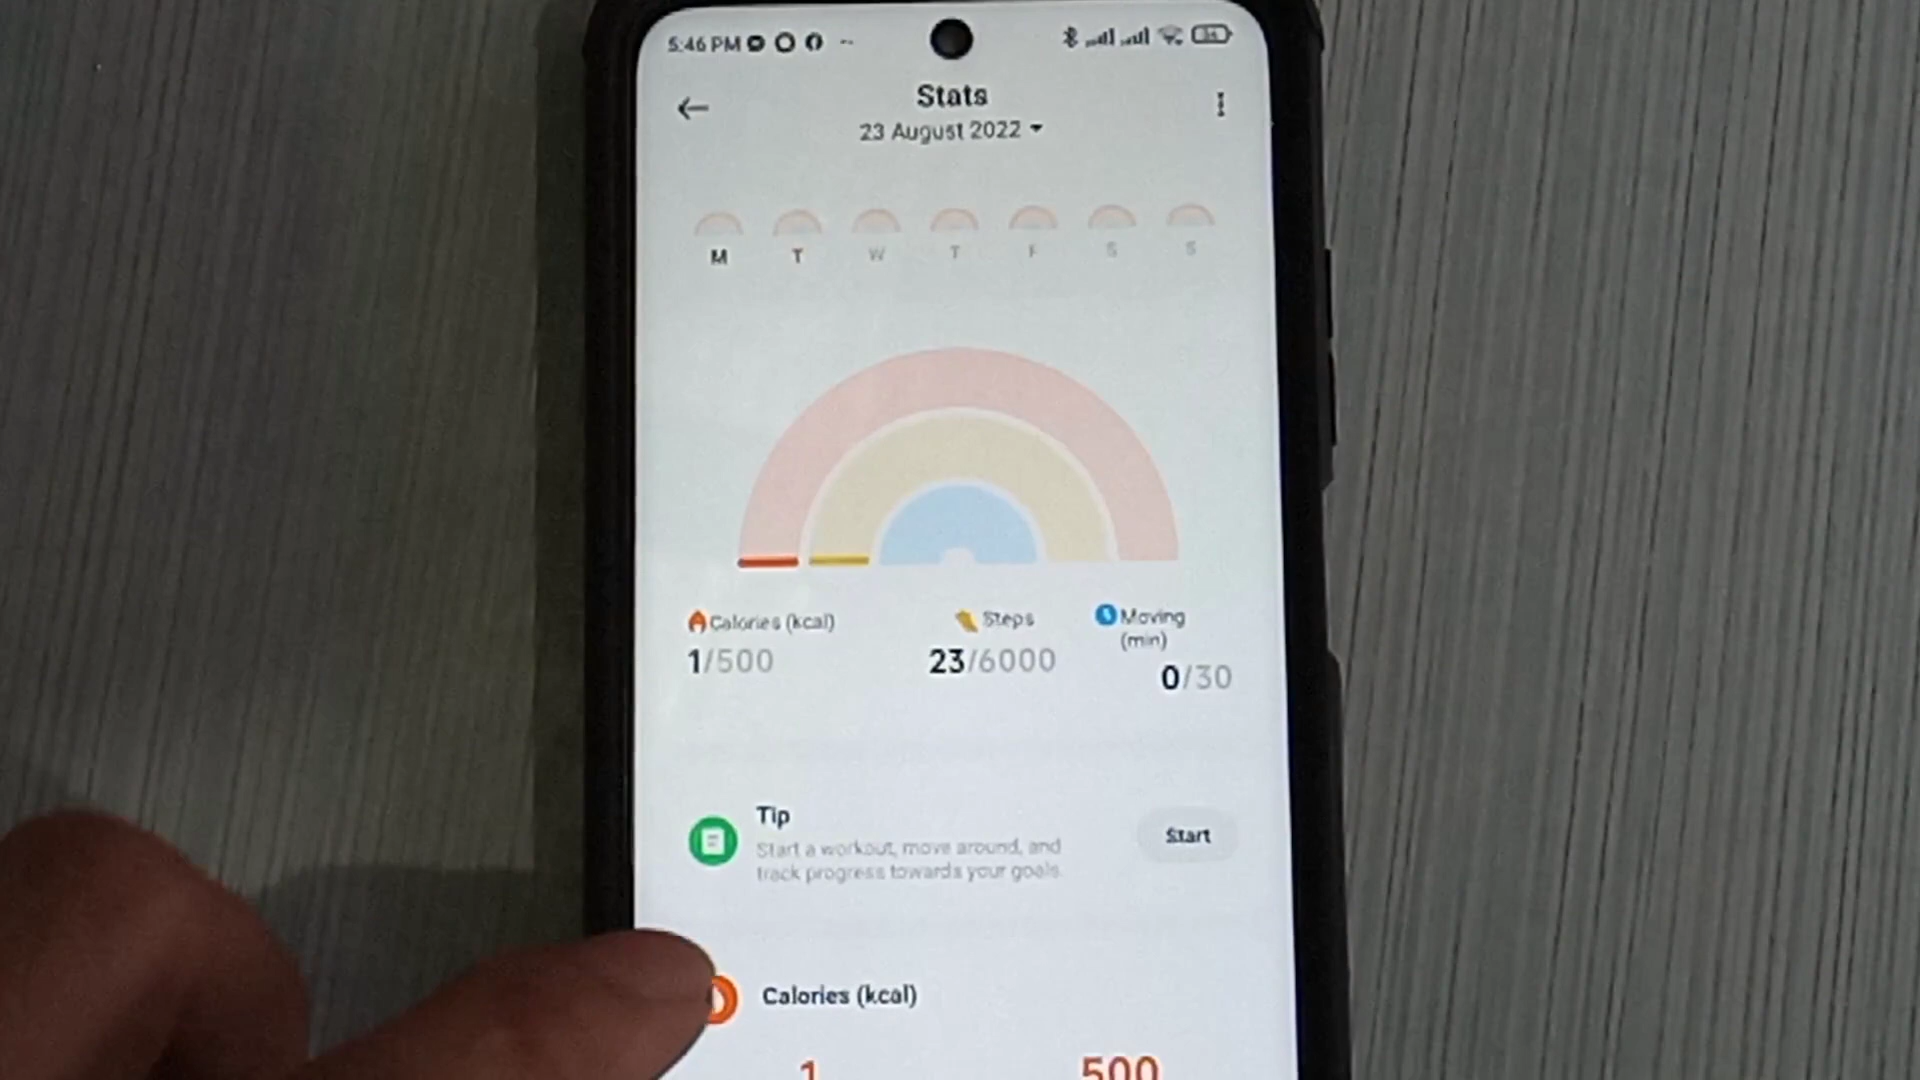 5:46 PM
Stats
23 August 2022
M T W T F S S
Calories (kcal) Steps Moving (min)
1/500 23/6000 0/30
Tip
Start a workout, move around, and
track progress towards your goals.
Start
Calories (kcal)
1 500